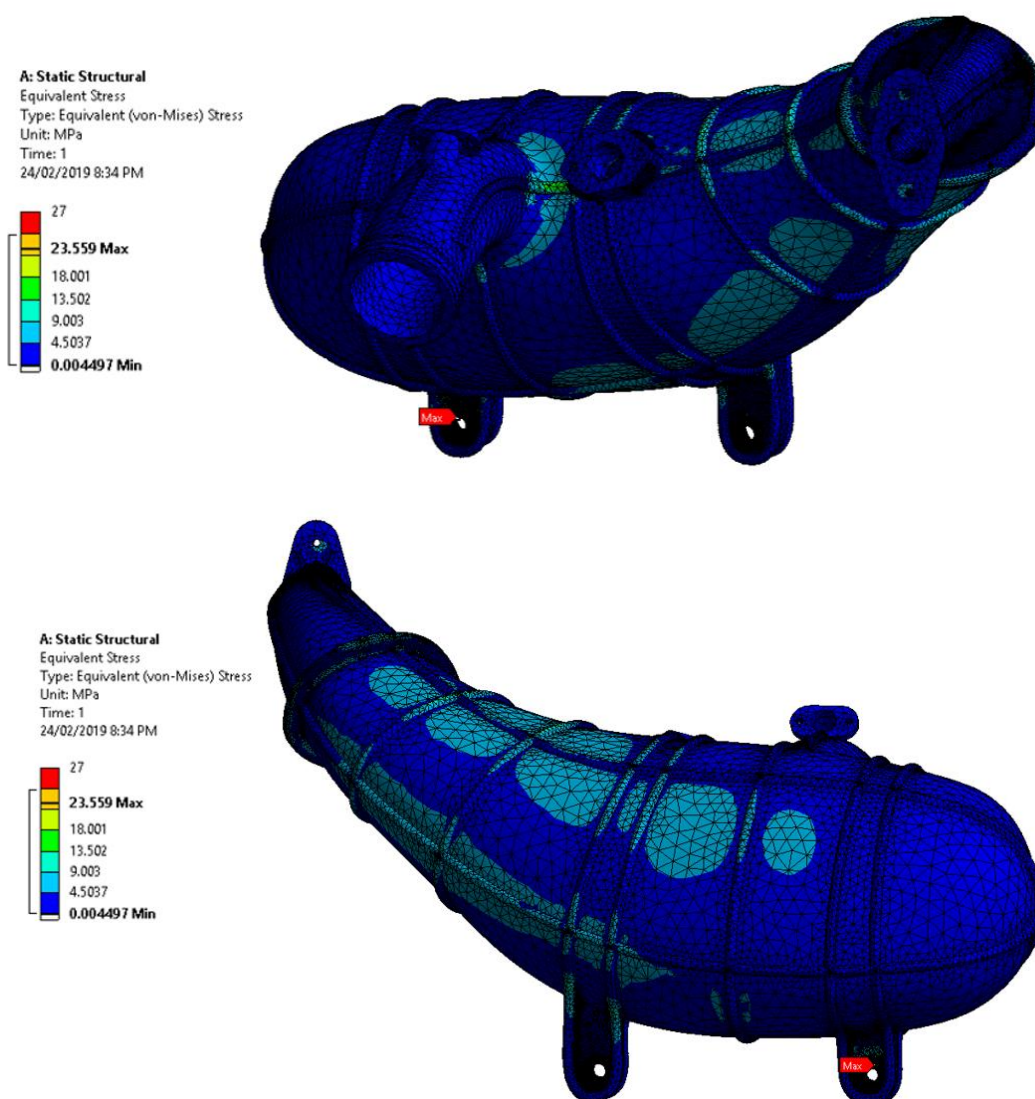 A: Static Structural
Equivalent Stress
Type: Equivalent (von-Mises) Stress
Unit: MPa
Time: 1
24/02/2019 8:34 PM
27
23.559 Max
18.001
13.502
9.003
4.5037
0.004497 Min
Max
A: Static Structural
Equivalent Stress
Type: Equivalent (von-Mises) Stress
Unit: MPa
Time: 1
24/02/2019 8:34 PM
27
23.559 Max
18.001
13.502
9.003
4.5037
0.004497 Min
Max